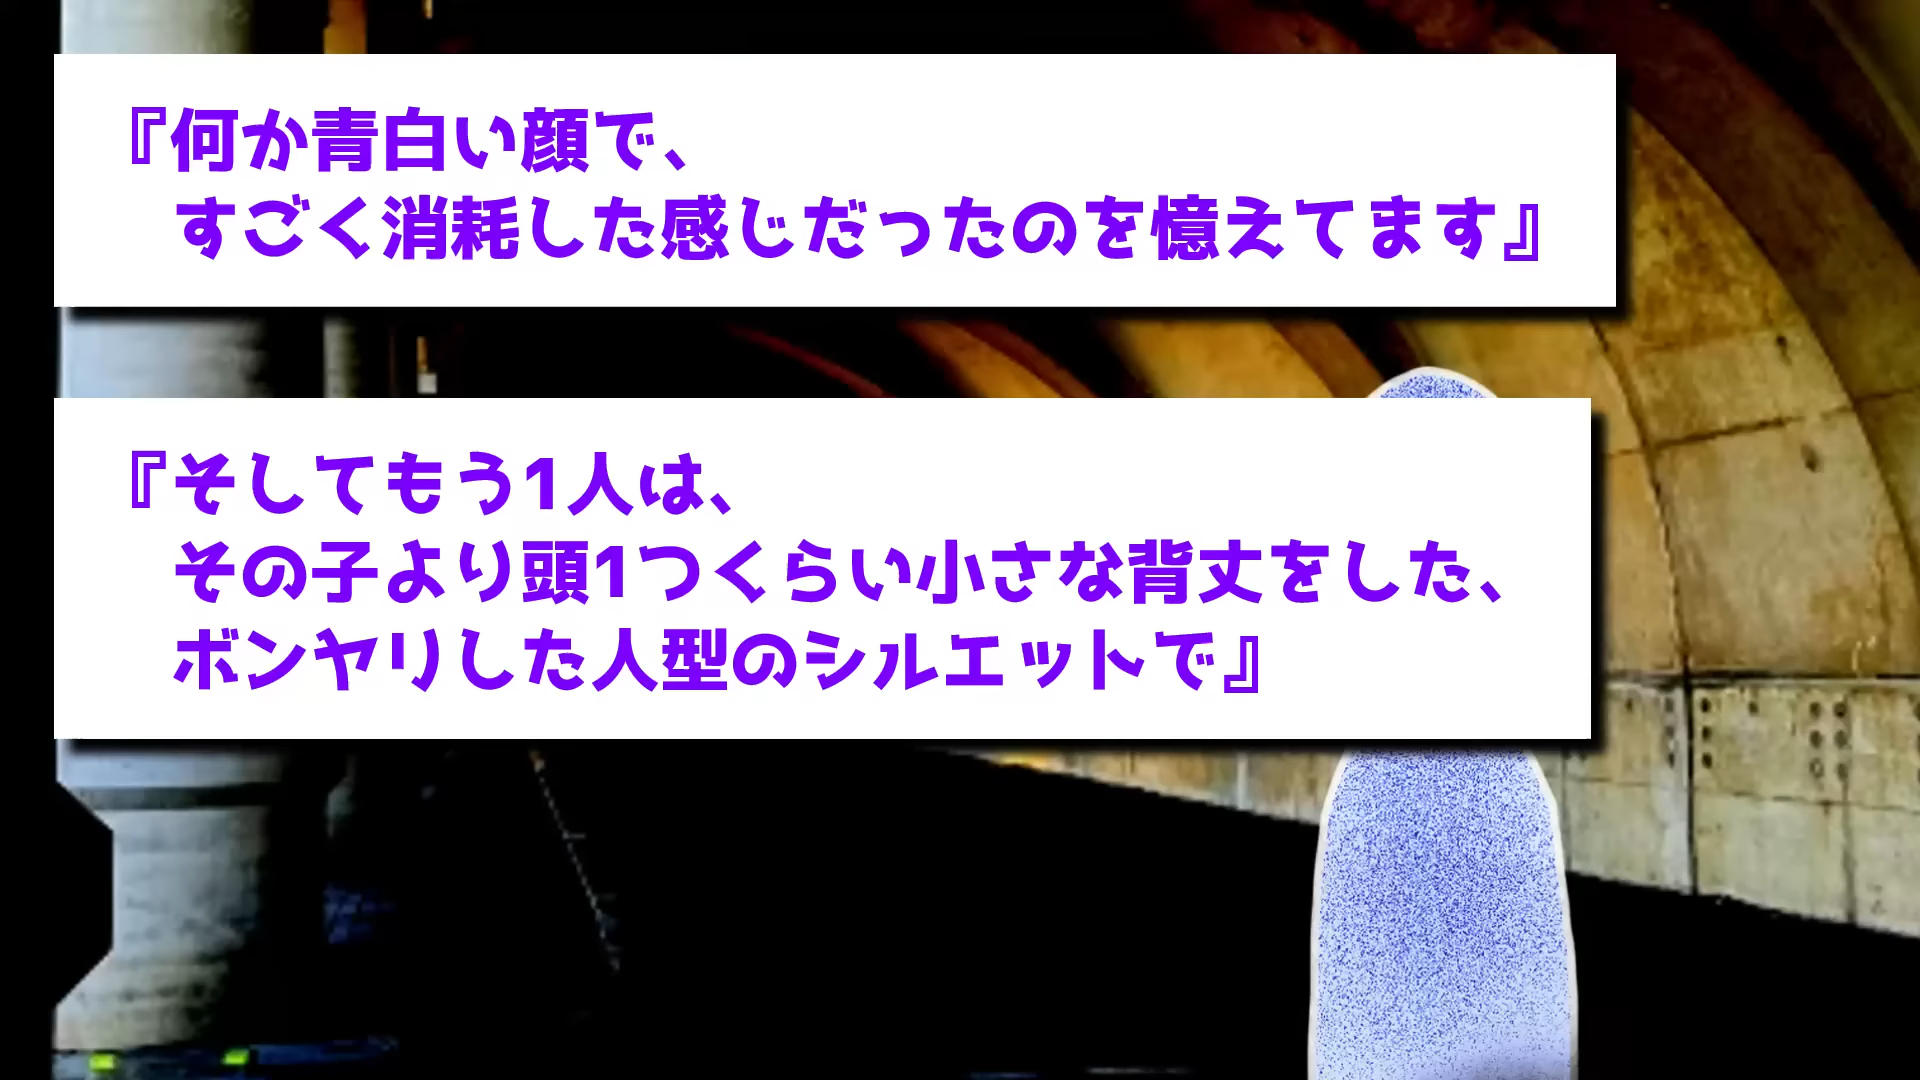 『何か青白い顔で、
すごく消耗した感じだったのを憶えてます』
『そしてもう1人は、
その子より頭1つくらい小さな背丈をした、
ボンヤリした人型のシルエットで』